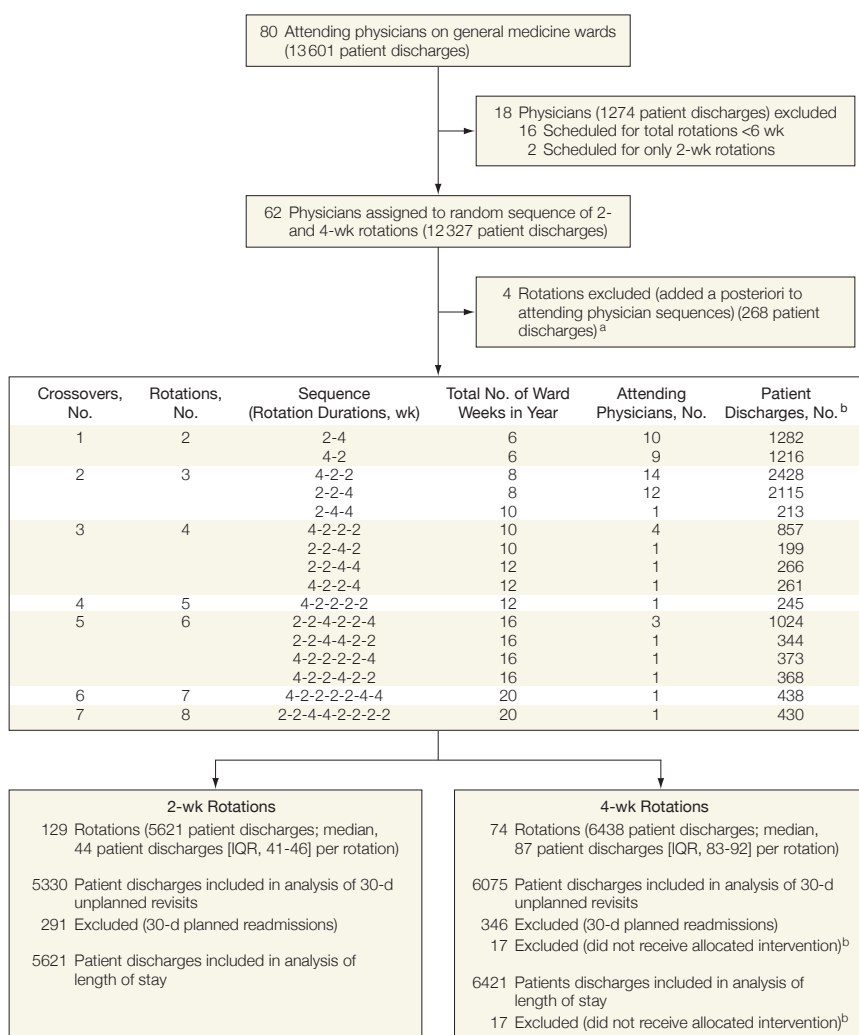 80 Attending physicians on general medicine wards
(13 601 patient discharges)
18 Physicians (1274 patient discharges) excluded
16 Scheduled for total rotations <6 wk
2 Scheduled for only 2-wk rotations
62 Physicians assigned to random sequence of 2-
and 4-wk rotations (12 327 patient discharges)
4 Rotations excluded (added a posteriori to
attending physician sequences) (268 patient
discharges) a
Crossovers, No. Rotations, No. Sequence (Rotation Durations, wk) Total No. of Ward Weeks in Year Attending Physicians, No. Patient Discharges, No. b
1 2 2-4 6 10 1282
4-2 6 9 1216
2 3 4-2-2 8 14 2428
2-2-4 8 12 2115
2-4-4 10 1 213
3 4 4-2-2-2 10 4 857
2-2-4-2 10 1 199
2-2-4-4 12 1 266
4-2-2-4 12 1 261
4 5 4-2-2-2-2 12 1 245
5 6 2-2-4-2-2-4 16 3 1024
2-2-4-4-2-2 16 1 344
4-2-2-2-2-4 16 1 373
4-2-2-4-2-2 16 1 368
6 7 4-2-2-2-2-4-4 20 1 438
7 8 2-2-4-4-2-2-2-2 20 1 430
2-wk Rotations
129 Rotations (5621 patient discharges; median,
44 patient discharges [IQR, 41-46] per rotation)
5330 Patient discharges included in analysis of 30-d
unplanned revisits
291 Excluded (30-d planned readmissions)
5621 Patient discharges included in analysis of
length of stay
4-wk Rotations
74 Rotations (6438 patient discharges; median,
87 patient discharges [IQR, 83-92] per rotation)
6075 Patient discharges included in analysis of 30-d
unplanned revisits
346 Excluded (30-d planned readmissions)
17 Excluded (did not receive allocated intervention)b
6421 Patients discharges included in analysis of
length of stay
17 Excluded (did not receive allocated intervention)b